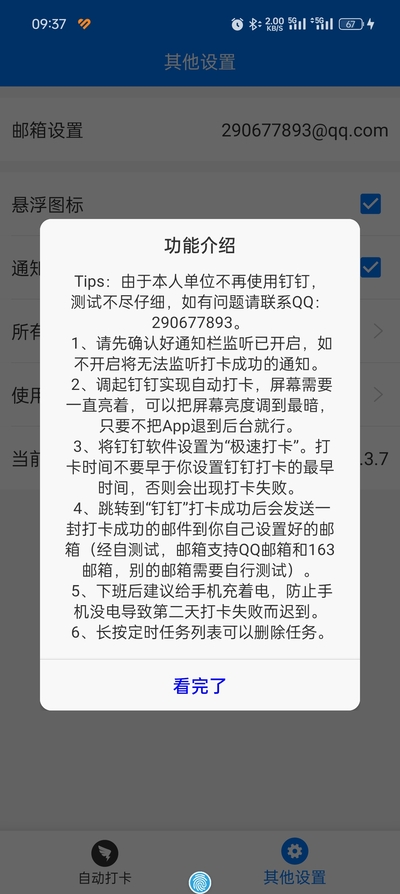 09:37
2.00
KB/S
5G
5G
67
其他设置
邮箱设置
290677893@qq.com
悬浮图标
通知
所有
使用
当前
.3.7
功能介绍
Tips：由于本人单位不再使用钉钉，
测试不尽仔细，如有问题请联系QQ：
290677893。
1、请先确认好通知栏监听已开启，如
不开启将无法监听打卡成功的通知。
2、调起钉钉实现自动打卡，屏幕需要
一直亮着，可以把屏幕亮度调到最暗，
只要不把App退到后台就行。
3、将钉钉软件设置为“极速打卡”。打
卡时间不要早于你设置钉钉打卡的最早
时间，否则会出现打卡失败。
4、跳转到“钉钉”打卡成功后会发送一
封打卡成功的邮件到你自己设置好的邮
箱（经自测试，邮箱支持QQ邮箱和163
邮箱，别的邮箱需要自行测试）。
5、下班后建议给手机充着电，防止手
机没电导致第二天打卡失败而迟到。
6、长按定时任务列表可以删除任务。
看完了
自动打卡
其他设置